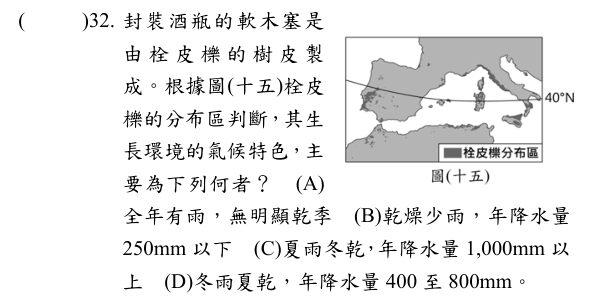 (　　　)32. 封裝酒瓶的軟木塞是
由栓皮櫟的樹皮製
成。根據圖(十五)栓皮
櫟的分布區判斷，其生
長環境的氣候特色，主
要為下列何者？　(A)
全年有雨，無明顯乾季　(B)乾燥少雨，年降水量
250mm 以下　(C)夏雨冬乾，年降水量 1,000mm 以
上　(D)冬雨夏乾，年降水量 400 至 800mm。
40°N
栓皮櫟分布區
圖(十五)